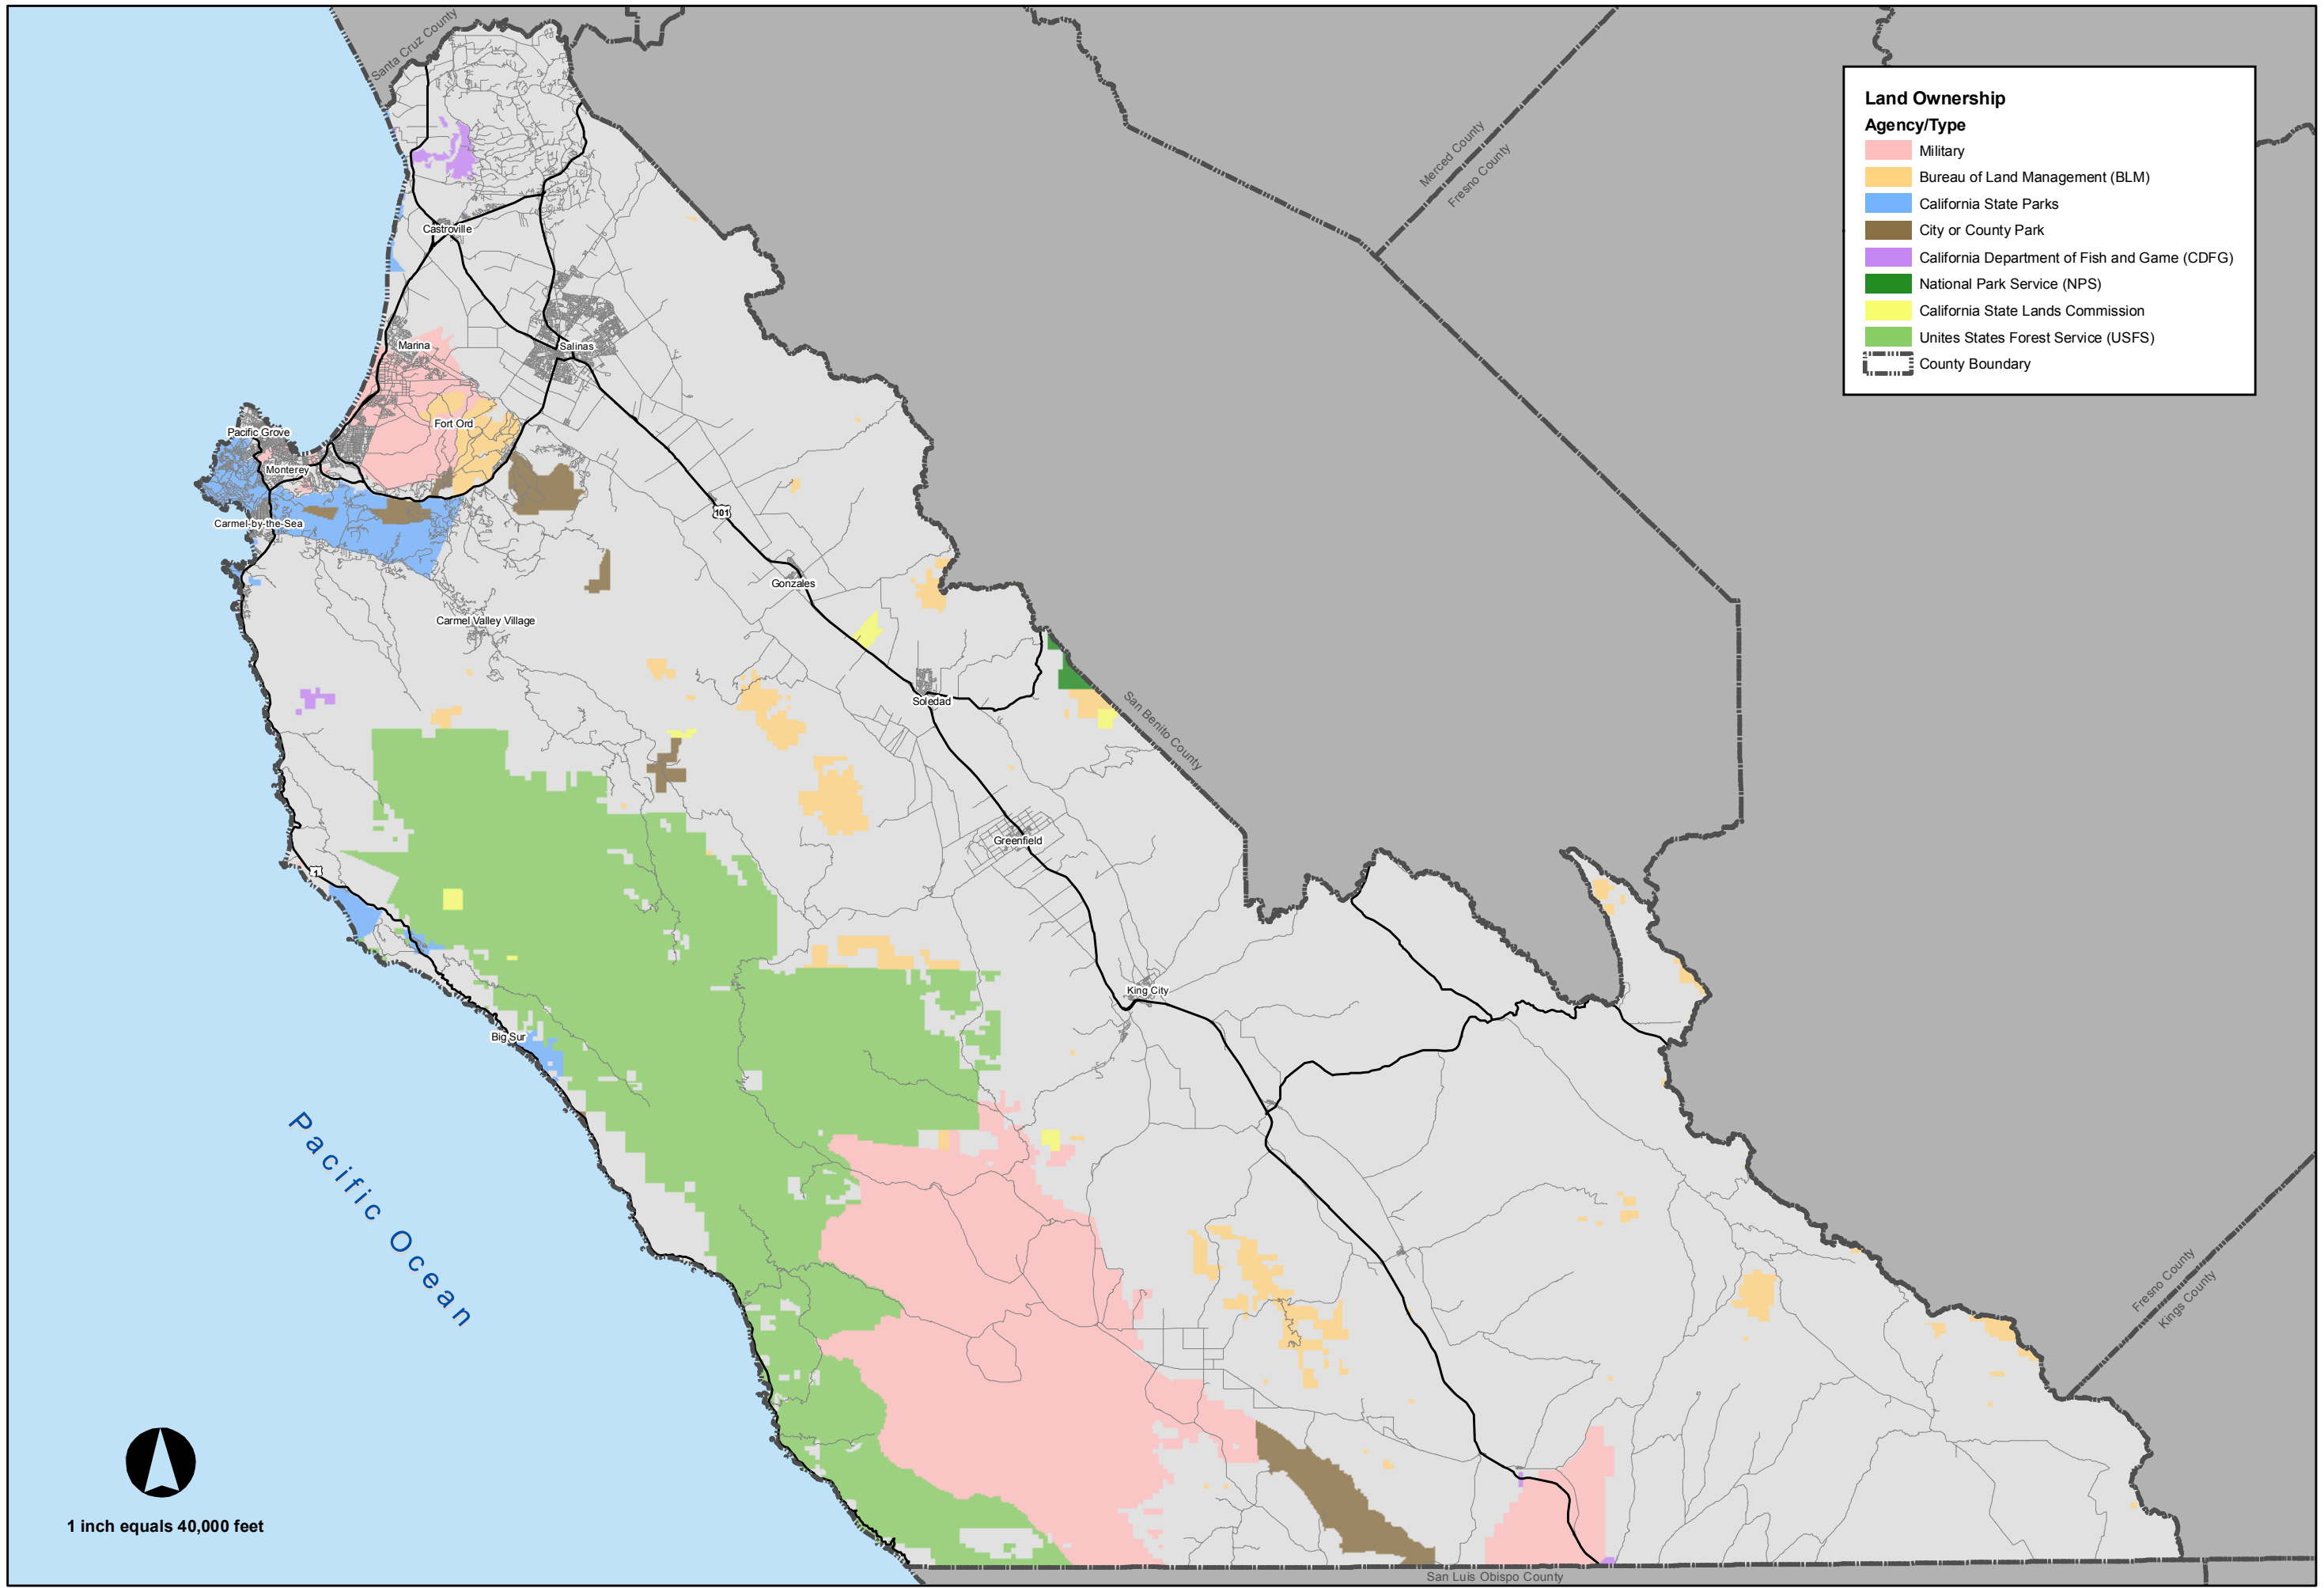 Santa Cruz County
Merced County
Fresno County
Land Ownership
Agency/Type
Military
Bureau of Land Management (BLM)
California State Parks
City or County Park
California Department of Fish and Game (CDFG)
National Park Service (NPS)
California State Lands Commission
Unites States Forest Service (USFS)
County Boundary
Castroville
Marina
Salinas
Fort Ord
Pacific Grove
Monterey
101
Carmel-by-the-Sea
Gonzales
Carmel Valley Village
Soledad
San Benito County
Greenfield
1
King City
Big Sur
Pacific Ocean
Fresno County
Kings County
1 inch equals 40,000 feet
San Luis Obispo County